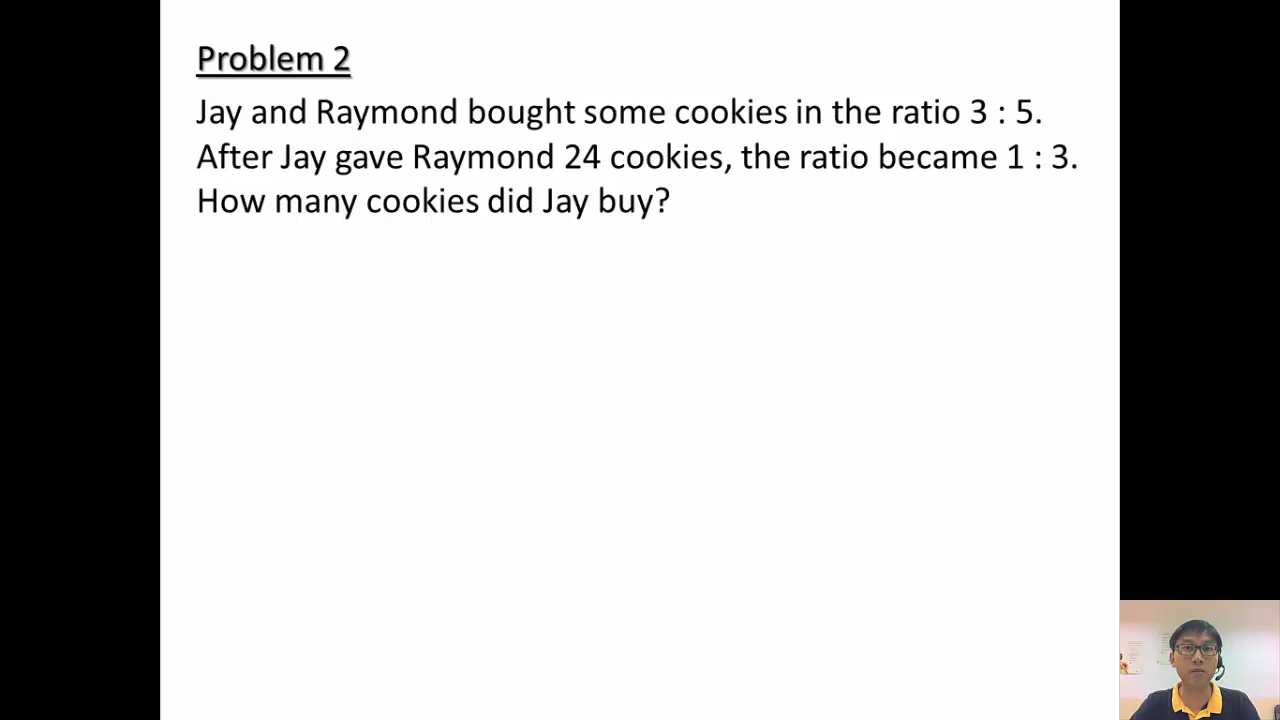 Problem 2
Jay and Raymond bought some cookies in the ratio 3 : 5.
After Jay gave Raymond 24 cookies, the ratio became 1 : 3.
How many cookies did Jay buy?